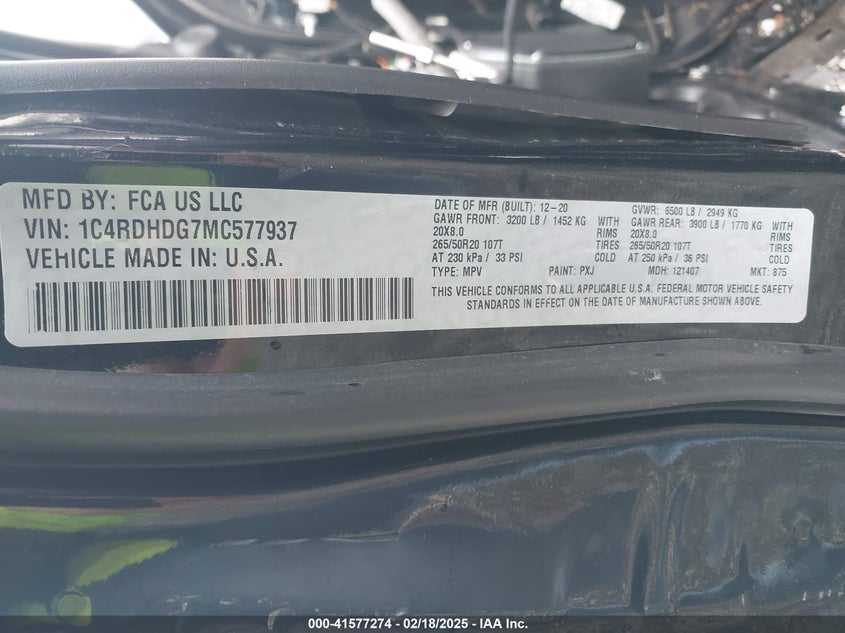 MFD BY: FCA US LLC
VIN: 1C4RDHDG7MC577937
VEHICLE MADE IN: U.S.A.
DATE OF MFR (BUILT): 12-20 GVWR: 6500 LB / 2949 KG
GAWR FRONT: 3200 LB / 1452 KG GAWR REAR: 3900 LB / 1770 KG
20X8.0 RIMS 20X8.0 RIMS
265/50R20 107T TIRES 265/50R20 107T TIRES
AT 230 kPa / 33 PSI COLD AT 250 kPa / 36 PSI COLD
TYPE: MPV PAINT: PXJ MDH: 121407 MKT: 875
THIS VEHICLE CONFORMS TO ALL APPLICABLE U.S.A. FEDERAL MOTOR VEHICLE SAFETY
STANDARDS IN EFFECT ON THE DATE OF MANUFACTURE SHOWN ABOVE.
000-41577274 - 02/18/2025 - IAA Inc.